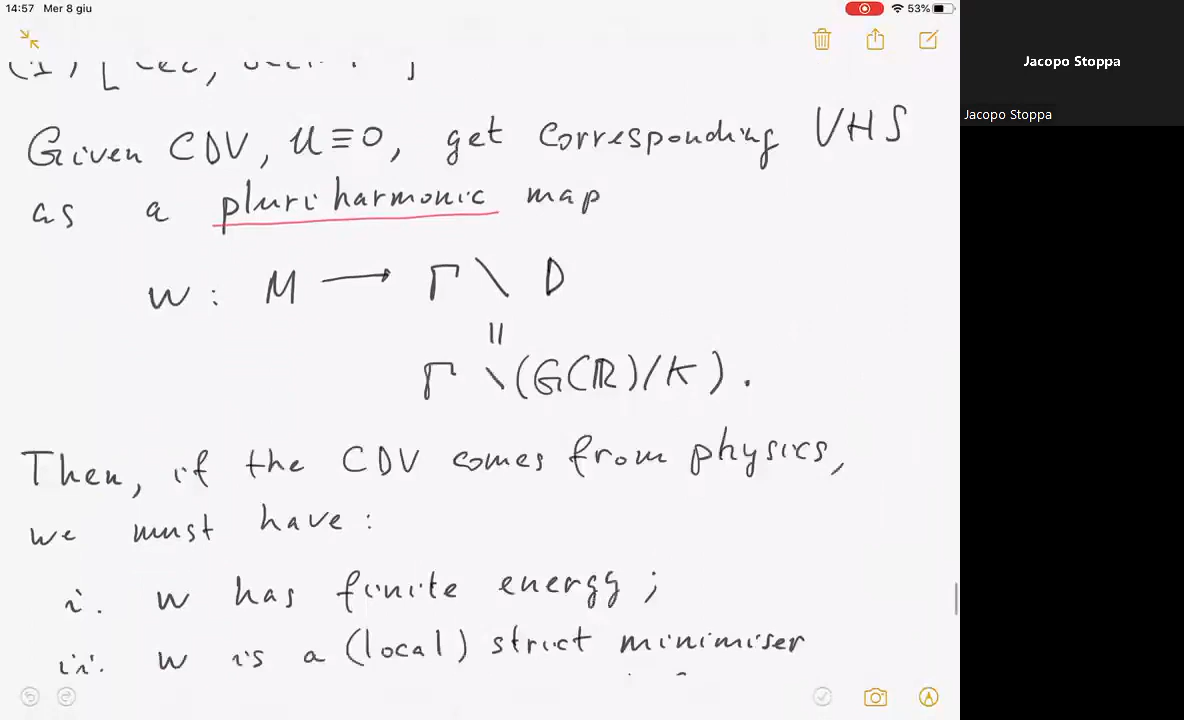 14:57 Mer 8 giu
53%
Given CDV, U≡0, get corresponding VHS
as a pluriharmonic map
w : M ⟶ Γ \ D
=
Γ \ (G(ℝ)/K) .
Then, if the CDV comes from physics,
we must have :
i. w has finite energy ;
ii. w is a (local) strict minimiser
Jacopo Stoppa
Jacopo Stoppa